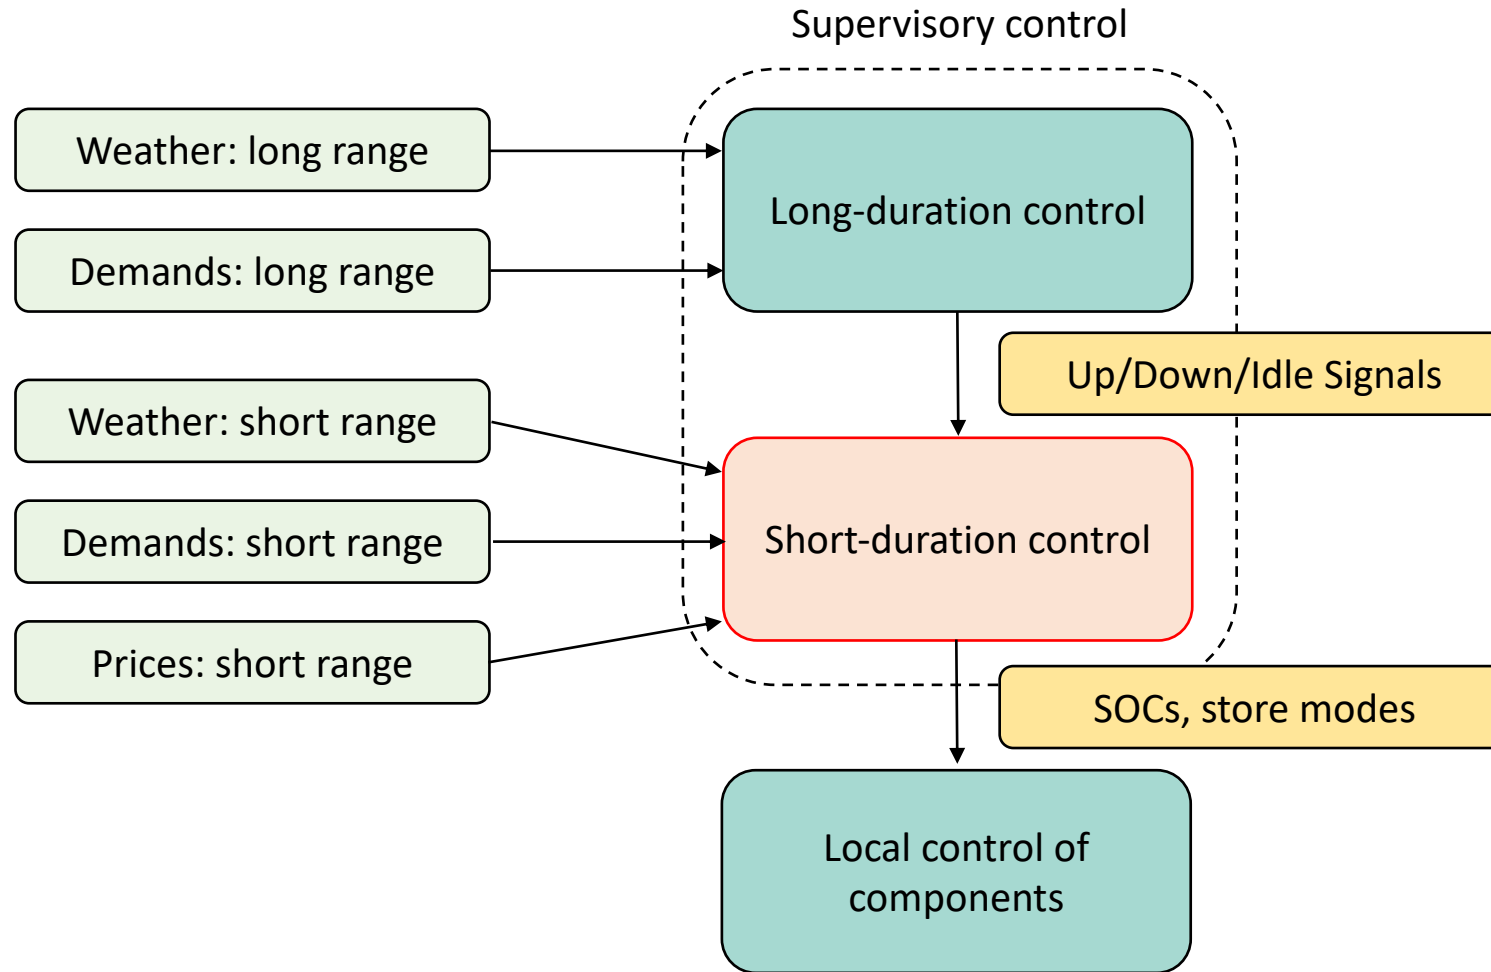 Supervisory control
Weather: long range
Demands: long range
Long-duration control
Up/Down/Idle Signals
Weather: short range
Demands: short range
Prices: short range
Short-duration control
SOCs, store modes
Local control of
components